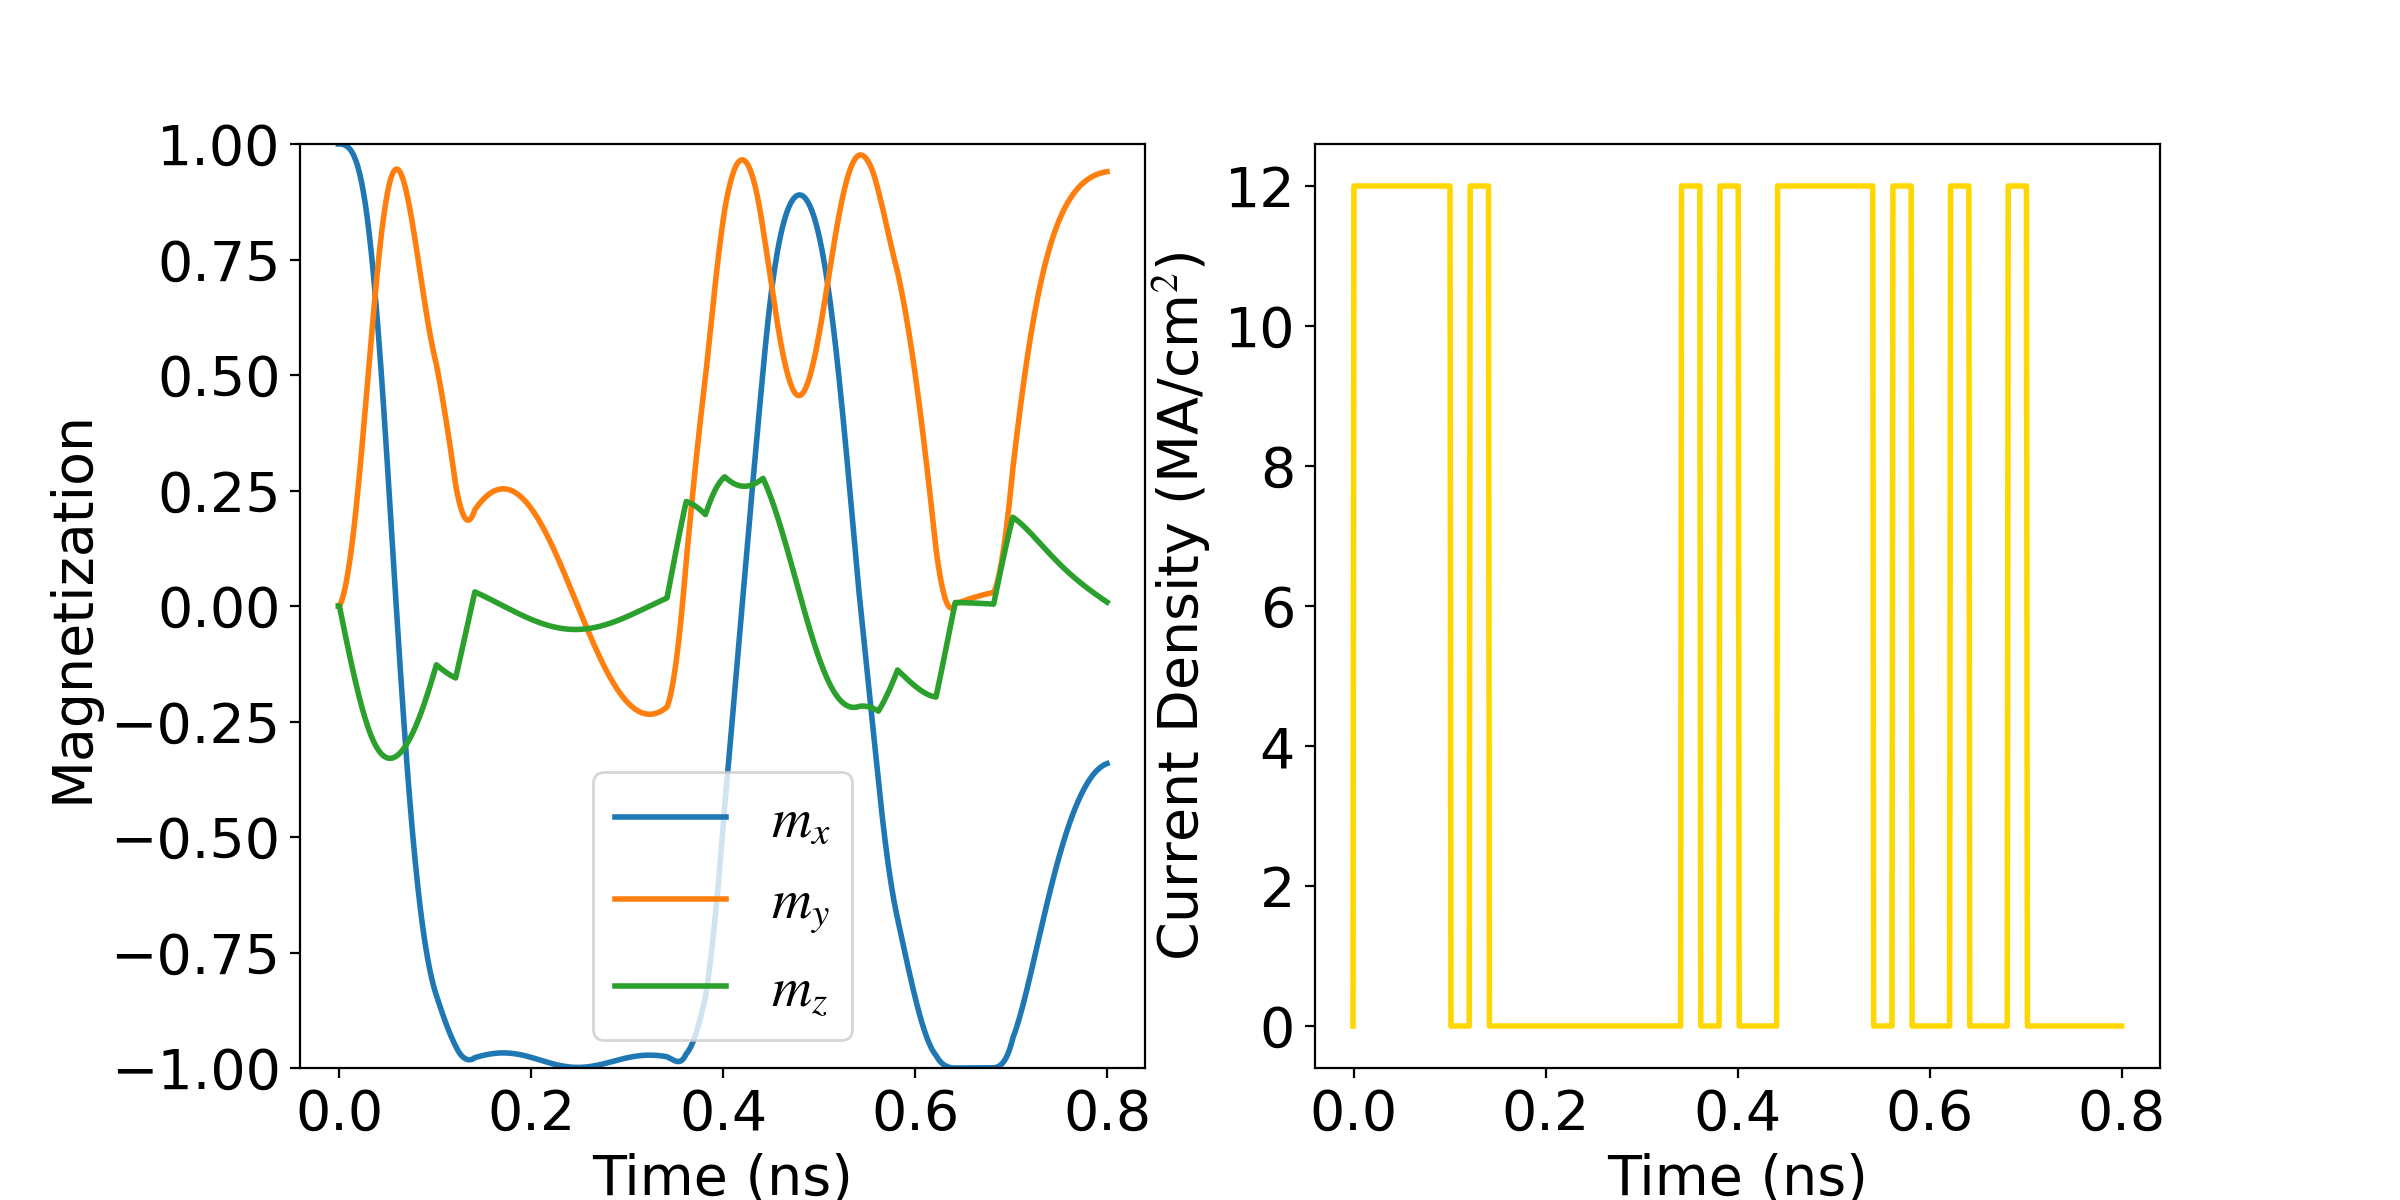 Magnetization
1.00
0.75
0.50
0.25
0.00
−0.25
−0.50
−0.75
−1.00
0.0 0.2 0.4 0.6 0.8
Time (ns)
m_x
m_y
m_z
Current Density (MA/cm²)
12
10
8
6
4
2
0
0.0 0.2 0.4 0.6 0.8
Time (ns)